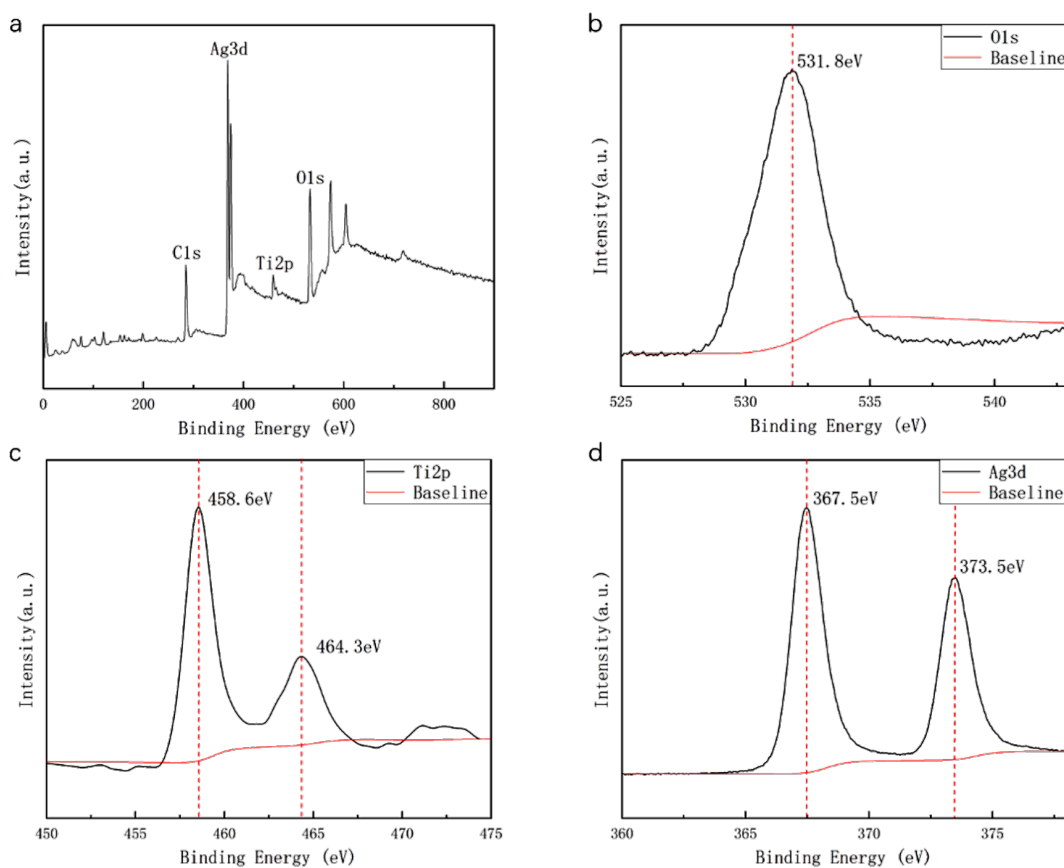 a
Ag3d
O1s
C1s
Ti2p
Intensity(a.u.)
0 200 400 600 800
Binding Energy (eV)
b
O1s
Baseline
531.8eV
Intensity(a.u.)
525 530 535 540
Binding Energy (eV)
c
Ti2p
Baseline
458.6eV
464.3eV
Intensity(a.u.)
450 455 460 465 470 475
Binding Energy (eV)
d
Ag3d
Baseline
367.5eV
373.5eV
Intensity(a.u.)
360 365 370 375
Binding Energy (eV)